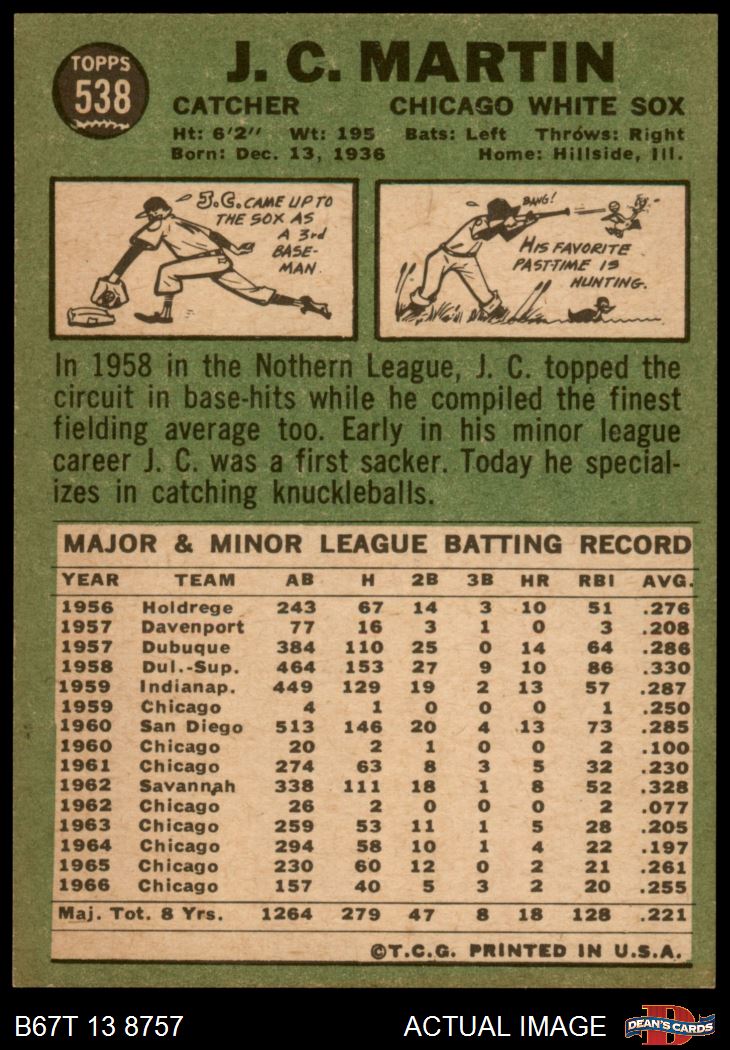 TOPPS
538
J. C. MARTIN
CATCHER CHICAGO WHITE SOX
Ht: 6'2" Wt: 195 Bats: Left Throws: Right
Born: Dec. 13, 1936 Home: Hillside, Ill.
J.C. CAME UP TO
THE SOX AS
A 3rd
BASE-
MAN.
BANG!
HIS FAVORITE
PAST-TIME IS
HUNTING.
In 1958 in the Nothern League, J. C. topped the
circuit in base-hits while he compiled the finest
fielding average too. Early in his minor league
career J. C. was a first sacker. Today he special-
izes in catching knuckleballs.
MAJOR & MINOR LEAGUE BATTING RECORD
YEAR TEAM AB H 2B 3B HR RBI AVG.
1956 Holdrege 243 67 14 3 10 51 .276
1957 Davenport 77 16 3 1 0 3 .208
1957 Dubuque 384 110 25 0 14 64 .286
1958 Dul.-Sup. 464 153 27 9 10 86 .330
1959 Indianap. 449 129 19 2 13 57 .287
1959 Chicago 4 1 0 0 0 1 .250
1960 San Diego 513 146 20 4 13 73 .285
1960 Chicago 20 2 1 0 0 2 .100
1961 Chicago 274 63 8 3 5 32 .230
1962 Savannah 338 111 18 1 8 52 .328
1962 Chicago 26 2 0 0 0 2 .077
1963 Chicago 259 53 11 1 5 28 .205
1964 Chicago 294 58 10 1 4 22 .197
1965 Chicago 230 60 12 0 2 21 .261
1966 Chicago 157 40 5 3 2 20 .255
Maj. Tot. 8 Yrs. 1264 279 47 8 18 128 .221
©T.C.G. PRINTED IN U.S.A.
B67T 13 8757 ACTUAL IMAGE
D
DEAN'S CARDS